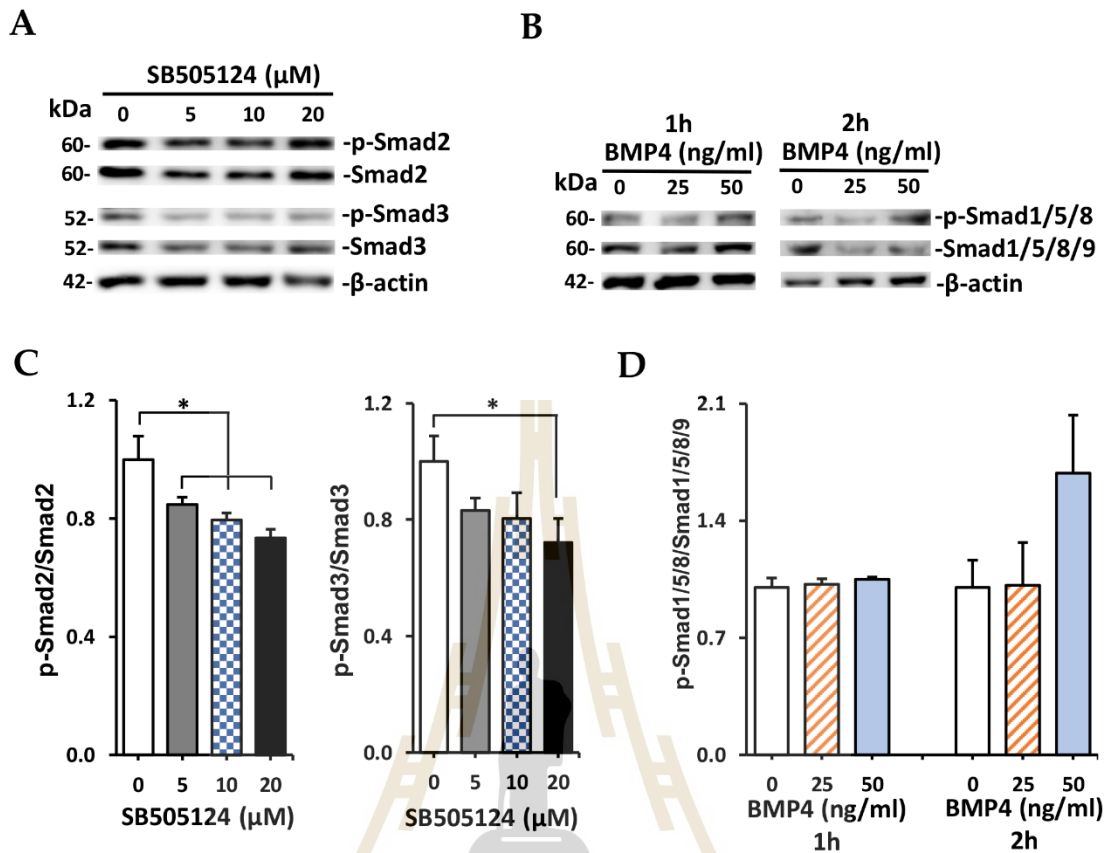 A
SB505124 (µM)
kDa
0 5 10 20
60- -p-Smad2
60- -Smad2
52- -p-Smad3
52- -Smad3
42- -β-actin
B
1h 2h
BMP4 (ng/ml) BMP4 (ng/ml)
kDa
0 25 50 0 25 50
60- -p-Smad1/5/8
60- -Smad1/5/8/9
42- -β-actin
C
p-Smad2/Smad2
1.2
0.8
0.4
0.0
*
0 5 10 20
SB505124 (µM)
p-Smad3/Smad3
1.2
0.8
0.4
0.0
*
0 5 10 20
SB505124 (µM)
D
p-Smad1/5/8/Smad1/5/8/9
2.1
1.4
0.7
0.0
0 25 50 0 25 50
BMP4 (ng/ml) BMP4 (ng/ml)
1h 2h